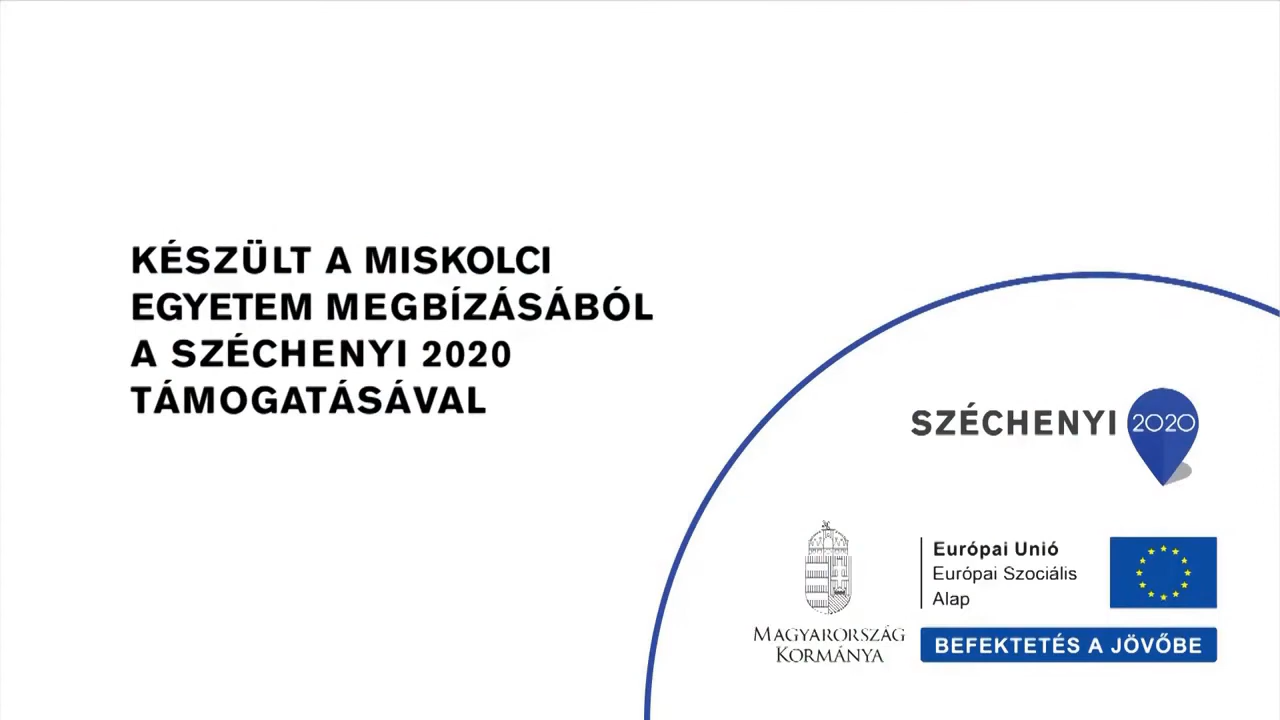 KÉSZÜLT A MISKOLCI
EGYETEM MEGBÍZÁSÁBÓL
A SZÉCHENYI 2020
TÁMOGATÁSÁVAL
SZÉCHENYI 2020
Európai Unió
Európai Szociális
Alap
MAGYARORSZÁG
KORMÁNYA
BEFEKTETÉS A JÖVŐBE